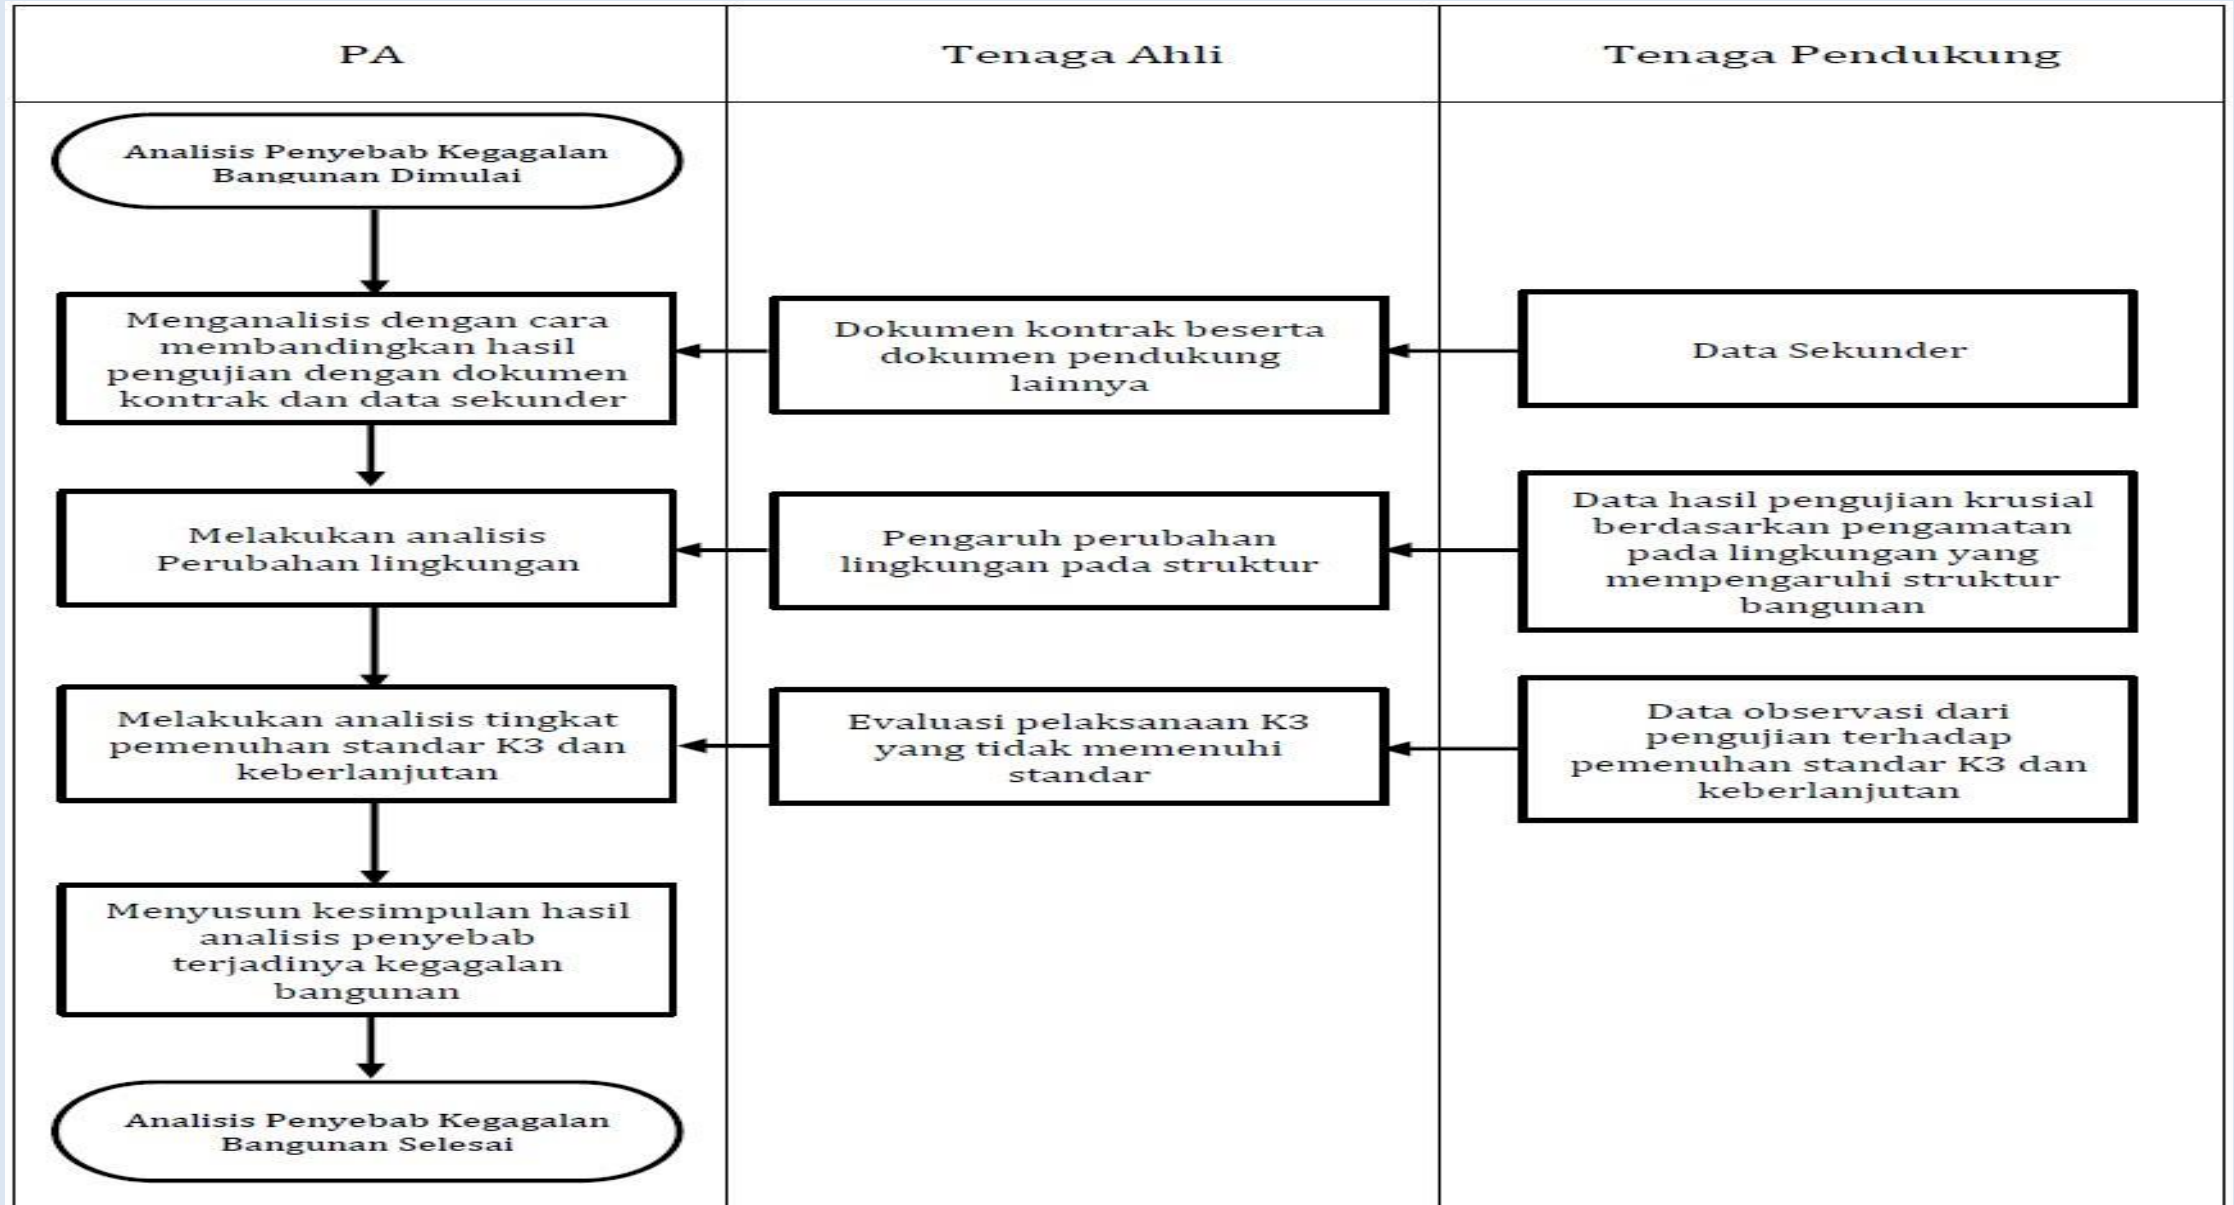 PA
Tenaga Ahli
Tenaga Pendukung
Analisis Penyebab Kegagalan
Bangunan Dimulai
Menganalisis dengan cara
membandingkan hasil
pengujian dengan dokumen
kontrak dan data sekunder
Dokumen kontrak beserta
dokumen pendukung
lainnya
Data Sekunder
Melakukan analisis
Perubahan lingkungan
Pengaruh perubahan
lingkungan pada struktur
Data hasil pengujian krusial
berdasarkan pengamatan
pada lingkungan yang
mempengaruhi struktur
bangunan
Melakukan analisis tingkat
pemenuhan standar K3 dan
keberlanjutan
Evaluasi pelaksanaan K3
yang tidak memenuhi
standar
Data observasi dari
pengujian terhadap
pemenuhan standar K3 dan
keberlanjutan
Menyusun kesimpulan hasil
analisis penyebab
terjadinya kegagalan
bangunan
Analisis Penyebab Kegagalan
Bangunan Selesai